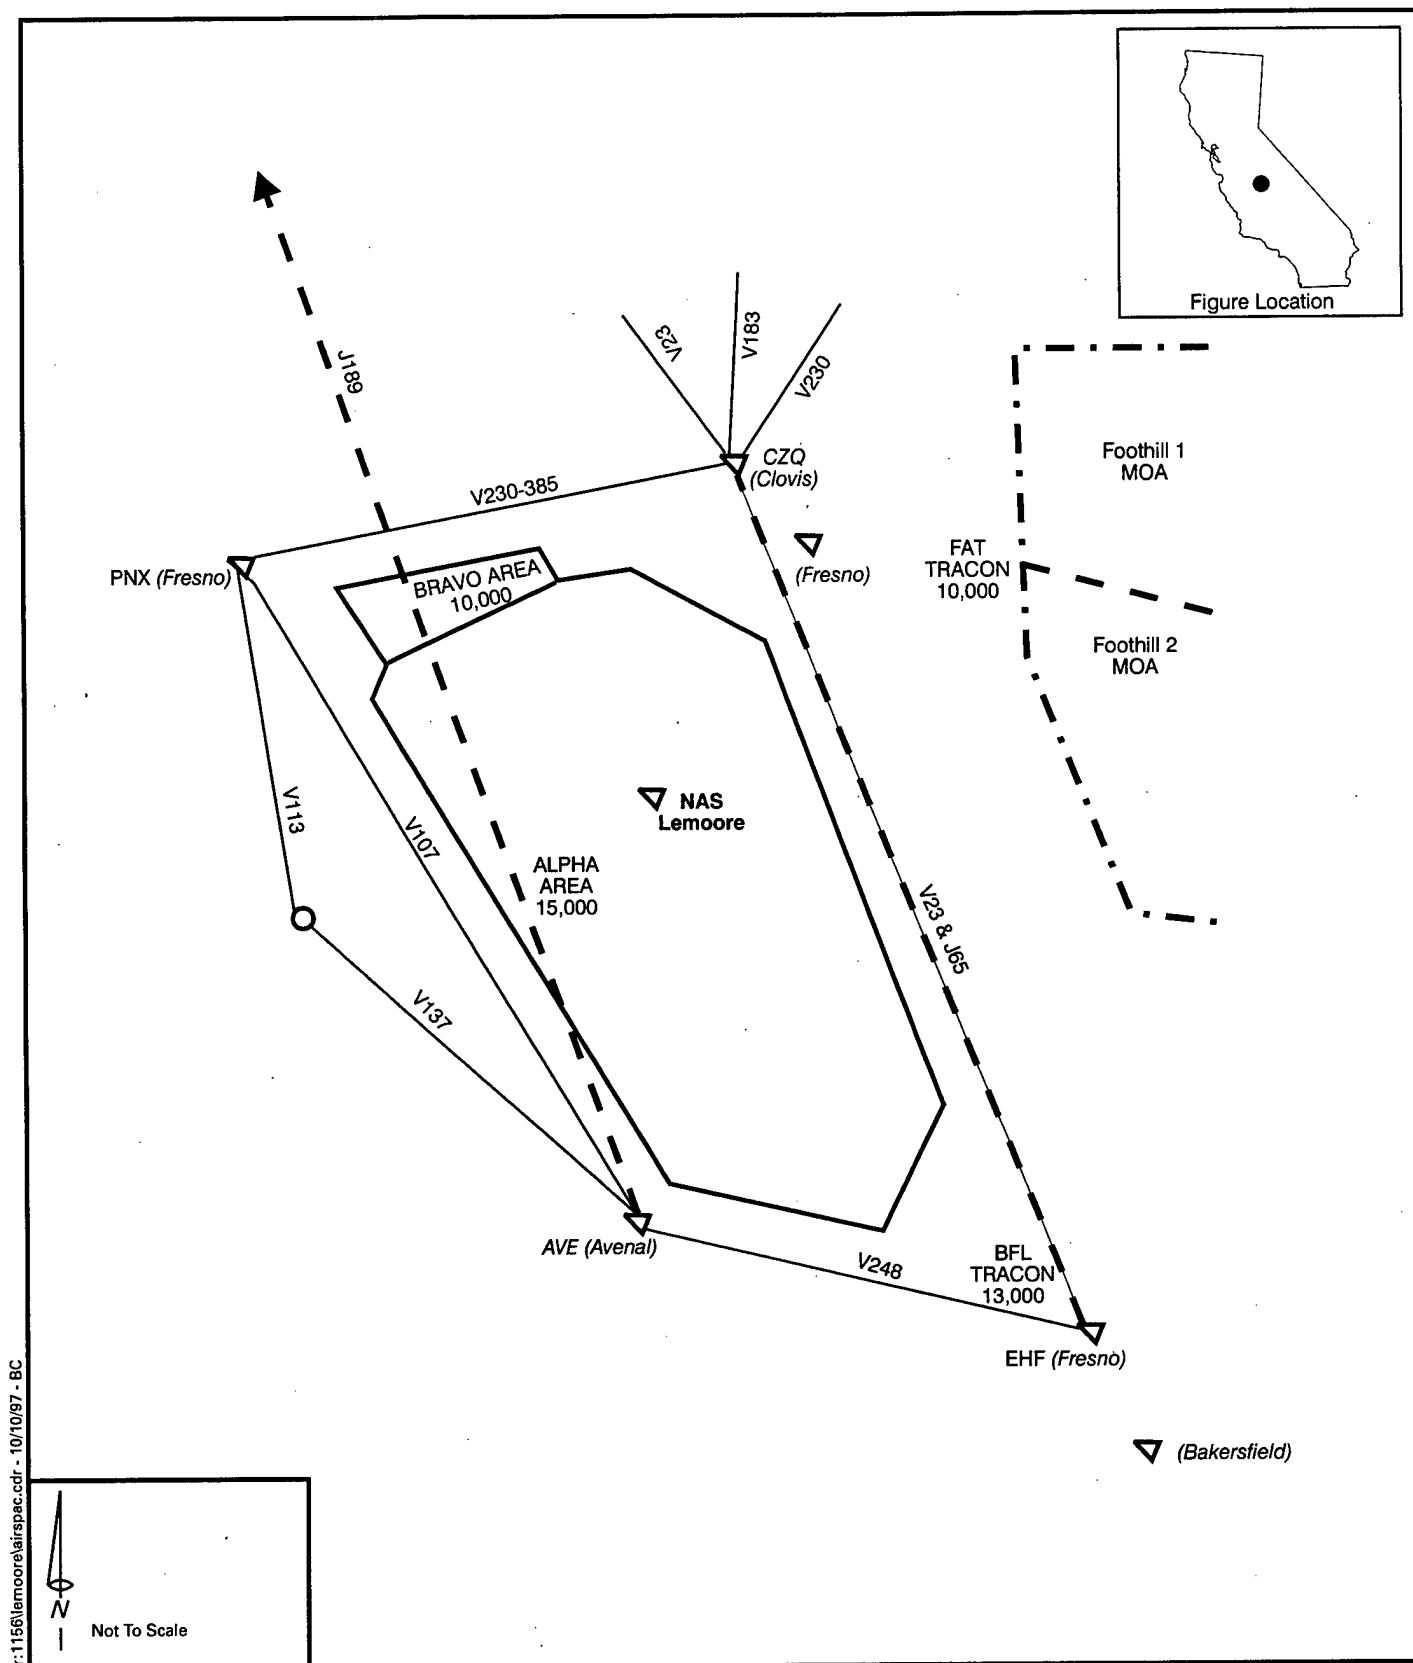 Figure Location
J189
V23
V183
V230
CZQ
(Clovis)
Foothill 1
MOA
V230-385
PNX (Fresno)
BRAVO AREA
10,000
(Fresno)
FAT
TRACON
10,000
Foothill 2
MOA
V113
V107
NAS
Lemoore
ALPHA
AREA
15,000
V23 & J65
V137
AVE (Avenal)
V248
BFL
TRACON
13,000
EHF (Fresno)
(Bakersfield)
N
Not To Scale
r:1156\lemoore\airspac.cdr - 10/10/97 - BC